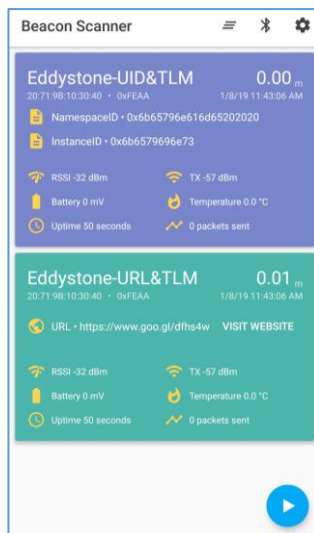 Beacon Scanner
Eddystone-UID&TLM 0.00 m
20:71:9B:10:30:40 • 0xFEAA 1/8/19 11:43:06 AM
NamespaceID • 0x6b65796e616d65202020
InstanceID • 0x6b6579696e73
RSSI -32 dBm TX -57 dBm
Battery 0 mV Temperature 0.0 °C
Uptime 50 seconds 0 packets sent
Eddystone-URL&TLM 0.01 m
20:71:9B:10:30:40 • 0xFEAA 1/8/19 11:43:06 AM
URL • https://www.goo.gl/dfhs4w VISIT WEBSITE
RSSI -32 dBm TX -57 dBm
Battery 0 mV Temperature 0.0 °C
Uptime 50 seconds 0 packets sent